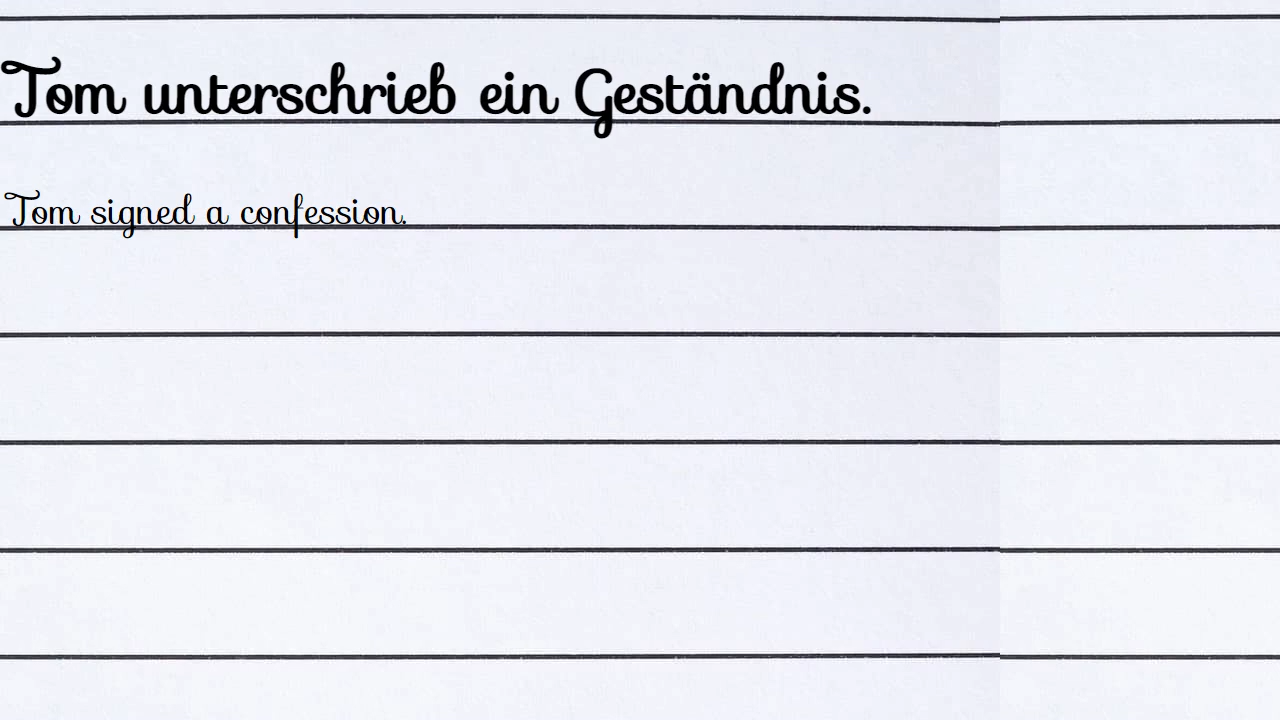 Tom unterschrieb ein Geständnis.
Tom signed a confession.